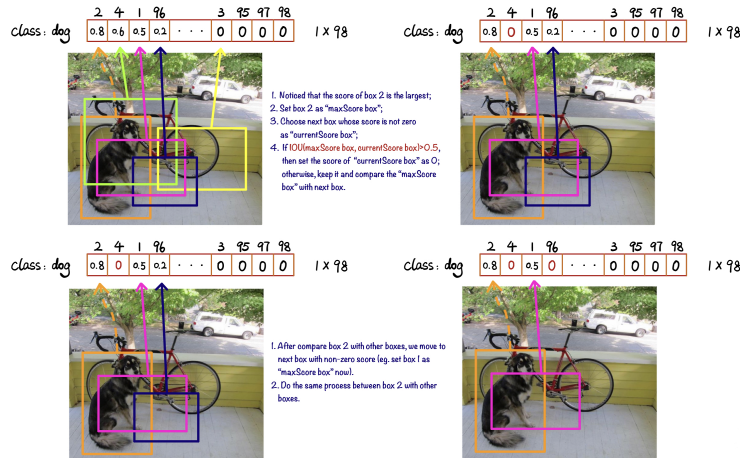 2 4 1 96 3 95 97 98
class: dog 0.8 0.6 0.5 0.2 . . . 0 0 0 0 1 x 98
2 4 1 96 3 95 97 98
class: dog 0.8 0 0.5 0.2 . . . 0 0 0 0 1 x 98
1. Noticed that the score of box 2 is the largest;
2. Set box 2 as "maxScore box";
3. Choose next box whose score is not zero
as "currentScore box";
4. If IOU(maxScore box, currentScore box)>0.5,
then set the score of "currentScore box" as 0;
otherwise, keep it and compare the "maxScore
box" with next box.
2 4 1 96 3 95 97 98
class: dog 0.8 0 0.5 0.2 . . . 0 0 0 0 1 x 98
2 4 1 96 3 95 97 98
class: dog 0.8 0 0.5 0 . . . 0 0 0 0 1 x 98
1. After compare box 2 with other boxes, we move to
next box with non-zero score (eg. set box 1 as
"maxScore box" now).
2. Do the same process between box 2 with other
boxes.